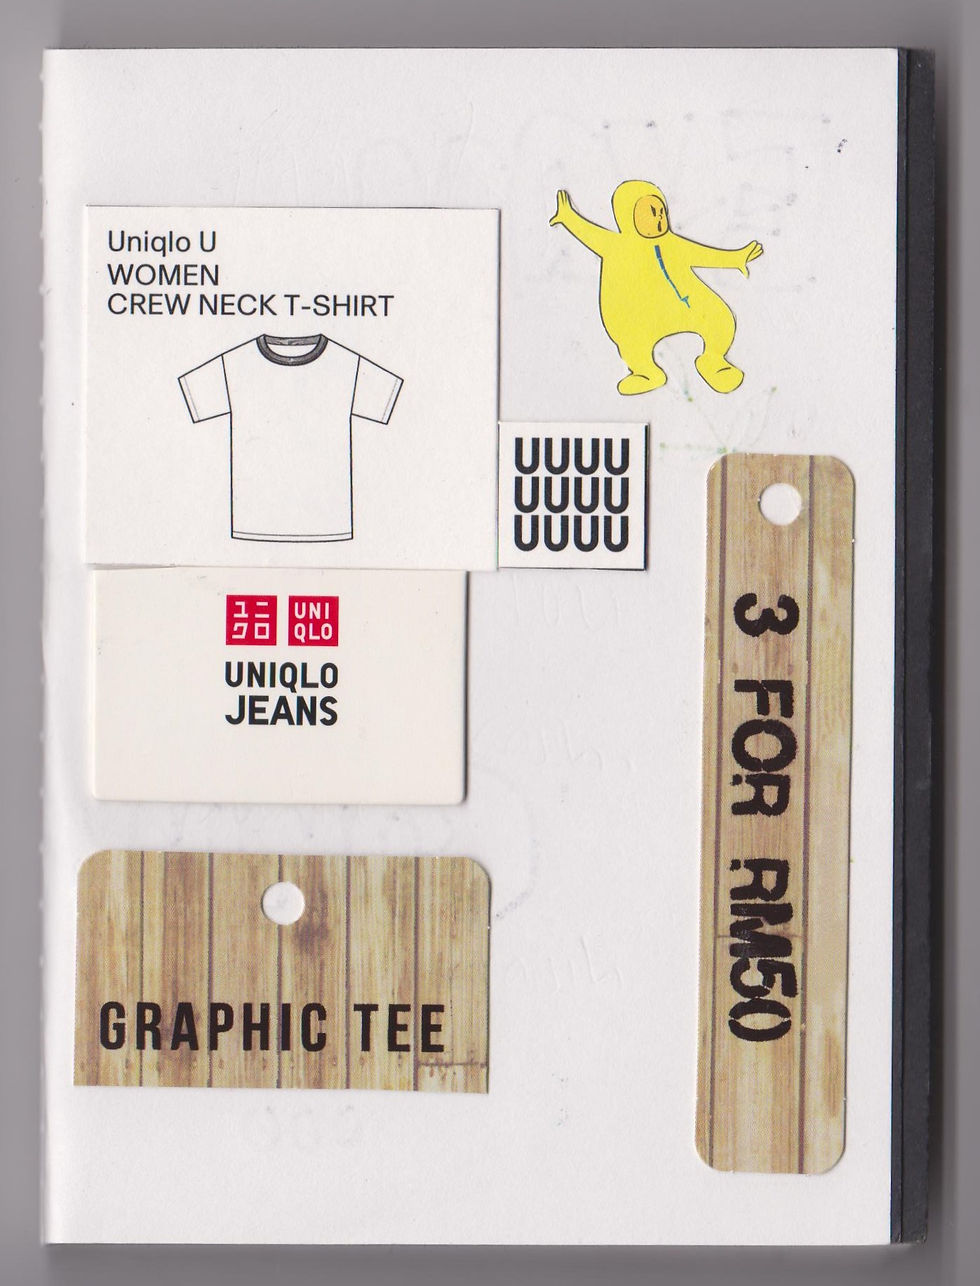 Uniqlo U
WOMEN
CREW NECK T-SHIRT
UUUU
UUUU
UUUU
ユニ
クロ
UNI
QLO
UNIQLO
JEANS
GRAPHIC TEE
3 FOR RM50